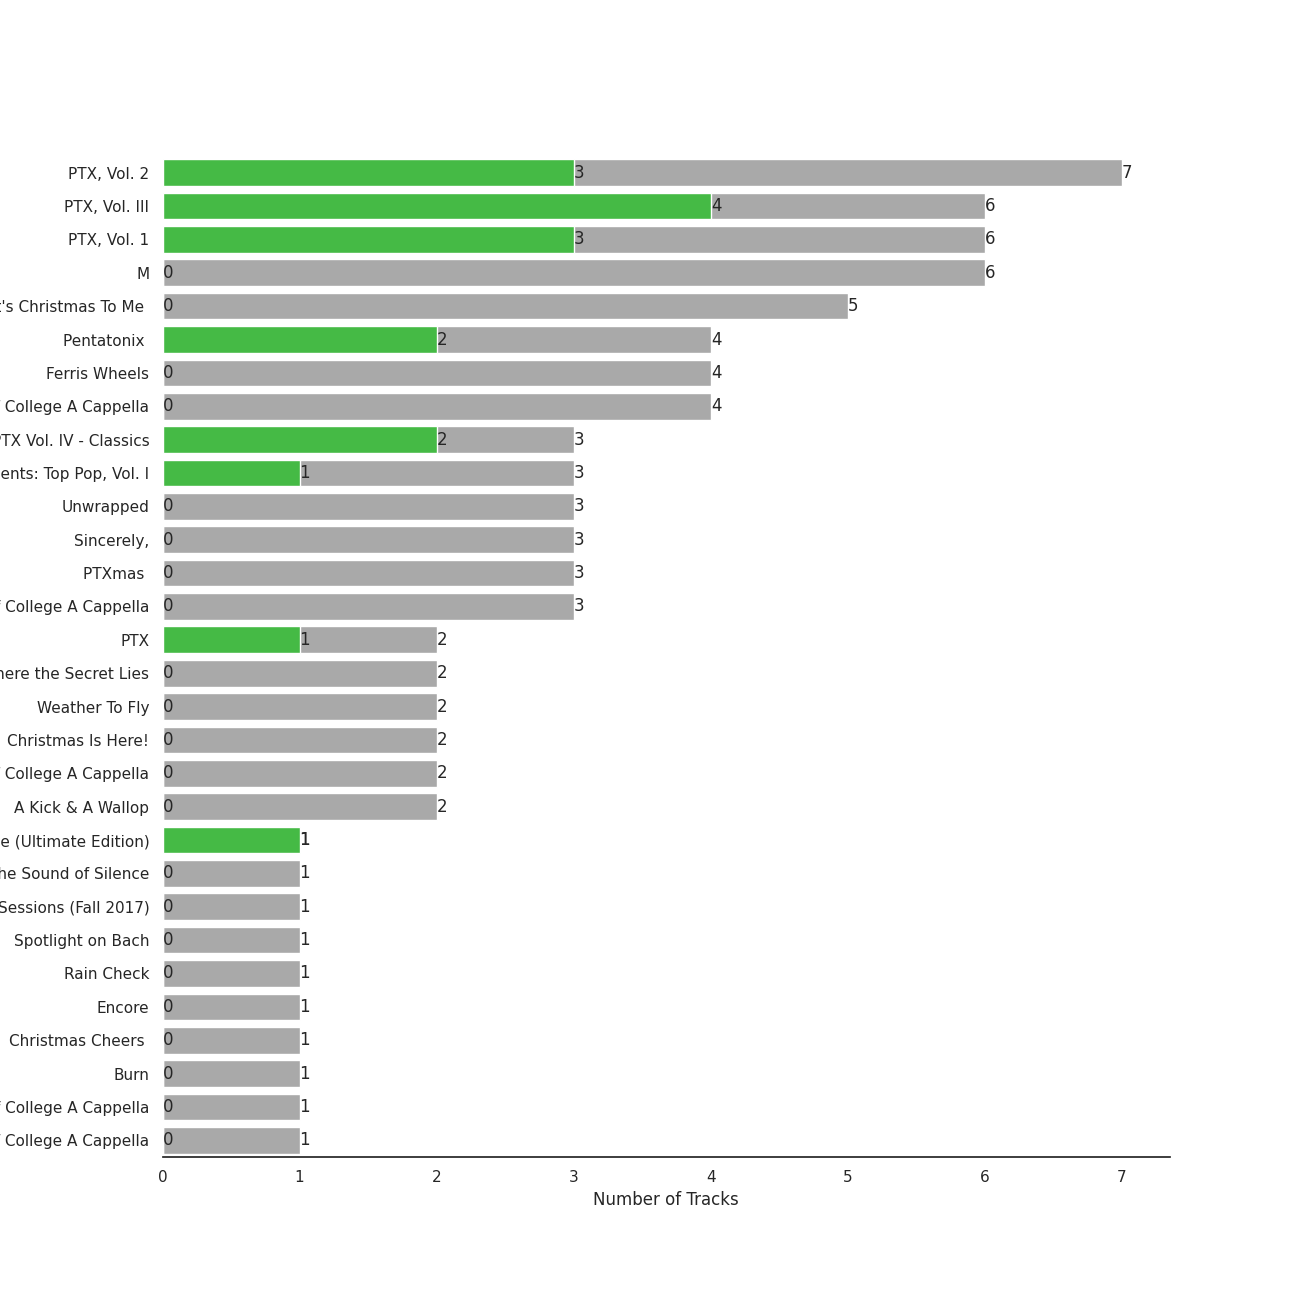 PTX, Vol. 2 3 7
PTX, Vol. III 4 6
PTX, Vol. 1 3 6
M 0 6
's Christmas To Me 0 5
Pentatonix 2 4
Ferris Wheels 0 4
College A Cappella 0 4
PTX Vol. IV - Classics 2 3
ents: Top Pop, Vol. I 1 3
Unwrapped 0 3
Sincerely, 0 3
PTXmas 0 3
College A Cappella 0 3
PTX 1 2
here the Secret Lies 0 2
Weather To Fly 0 2
Christmas Is Here! 0 2
College A Cappella 0 2
A Kick & A Wallop 0 2
e (Ultimate Edition) 1
he Sound of Silence 0 1
Sessions (Fall 2017) 0 1
Spotlight on Bach 0 1
Rain Check 0 1
Encore 0 1
Christmas Cheers 0 1
Burn 0 1
College A Cappella 0 1
College A Cappella 0 1
0 1 2 3 4 5 6 7
Number of Tracks